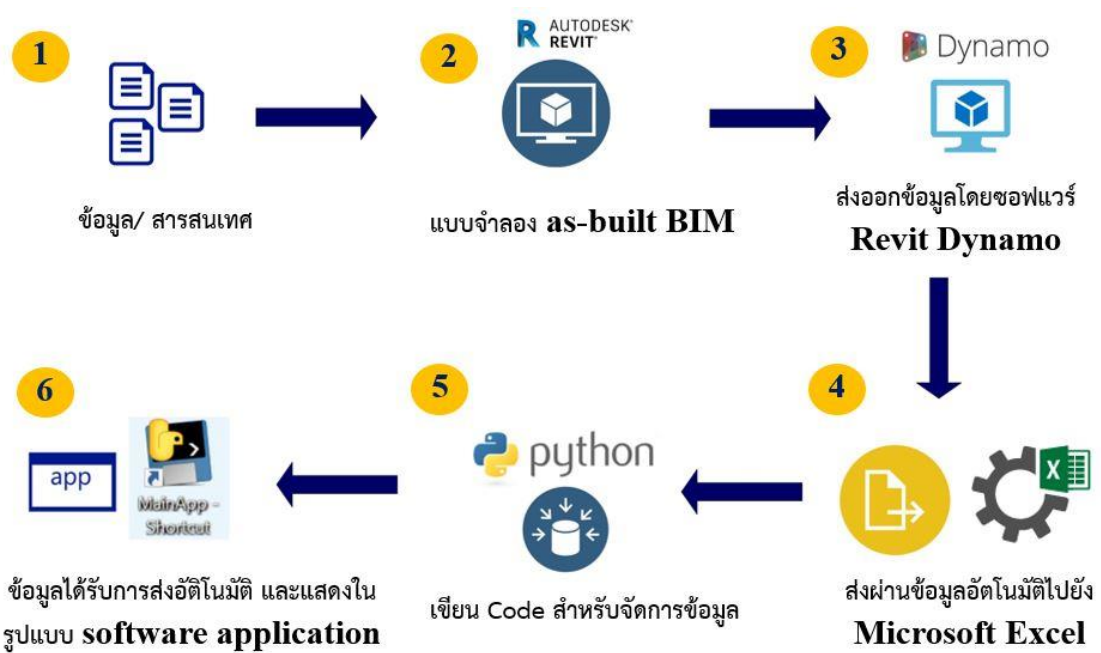 1
ข้อมูล/ สารสนเทศ
2
AUTODESK®
REVIT®
แบบจำลอง as-built BIM
3
Dynamo
ส่งออกข้อมูลโดยซอฟแวร์
Revit Dynamo
4
X
ส่งผ่านข้อมูลอัตโนมัติไปยัง
Microsoft Excel
5
python
เขียน Code สำหรับจัดการข้อมูล
6
app
MainApp -
Shortcut
ข้อมูลได้รับการส่งอัติโนมัติ และแสดงใน
รูปแบบ software application